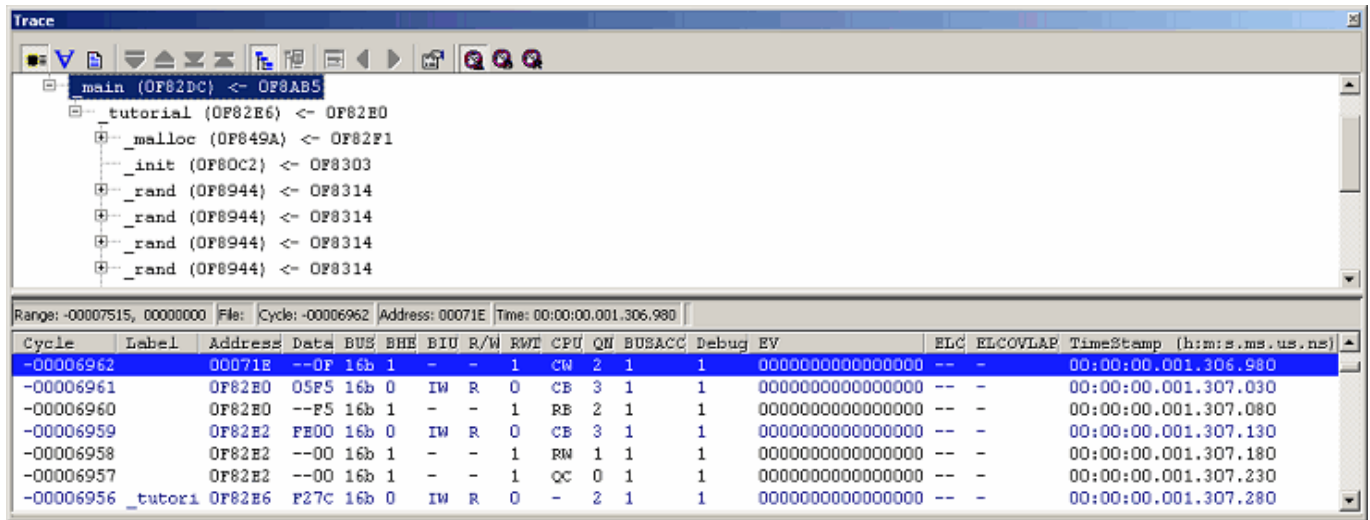 Trace
_main (0F82DC) <- 0F8AB5
_tutorial (0F82E6) <- 0F82E0
_malloc (0F849A) <- 0F82F1
_init (0F80C2) <- 0F8303
_rand (0F8944) <- 0F8314
_rand (0F8944) <- 0F8314
_rand (0F8944) <- 0F8314
_rand (0F8944) <- 0F8314
Range: -00007515, 00000000 File: Cycle: -00006962 Address: 00071E Time: 00:00:00.001.306.980
Cycle Label Address Data BUS BHE BIU R/W RWT CPU QN BUSACC Debug EV ELC ELCOVLAP TimeStamp (h:m:s.ms.us.ns)
-00006962 00071E --0F 16b 1 - - 1 CW 2 1 1 0000000000000000 -- - 00:00:00.001.306.980
-00006961 0F82E0 05F5 16b 0 IW R 0 CB 3 1 1 0000000000000000 -- - 00:00:00.001.307.030
-00006960 0F82E0 --F5 16b 1 - - 1 RB 2 1 1 0000000000000000 -- - 00:00:00.001.307.080
-00006959 0F82E2 FE00 16b 0 IW R 0 CB 3 1 1 0000000000000000 -- - 00:00:00.001.307.130
-00006958 0F82E2 --00 16b 1 - - 1 RW 1 1 1 0000000000000000 -- - 00:00:00.001.307.180
-00006957 0F82E2 --00 16b 1 - - 1 QC 0 1 1 0000000000000000 -- - 00:00:00.001.307.230
-00006956 _tutori 0F82E6 F27C 16b 0 IW R 0 - 2 1 1 0000000000000000 -- - 00:00:00.001.307.280